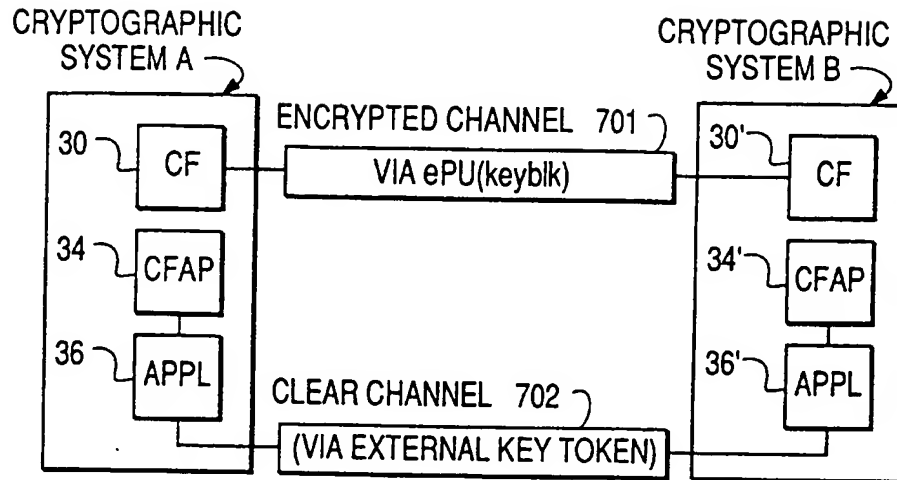 CRYPTOGRAPHIC
SYSTEM A
CRYPTOGRAPHIC
SYSTEM B
ENCRYPTED CHANNEL 701
VIA ePU(keyblk)
30
CF
30'
CF
34
CFAP
34'
CFAP
36
APPL
36'
APPL
CLEAR CHANNEL 702
(VIA EXTERNAL KEY TOKEN)